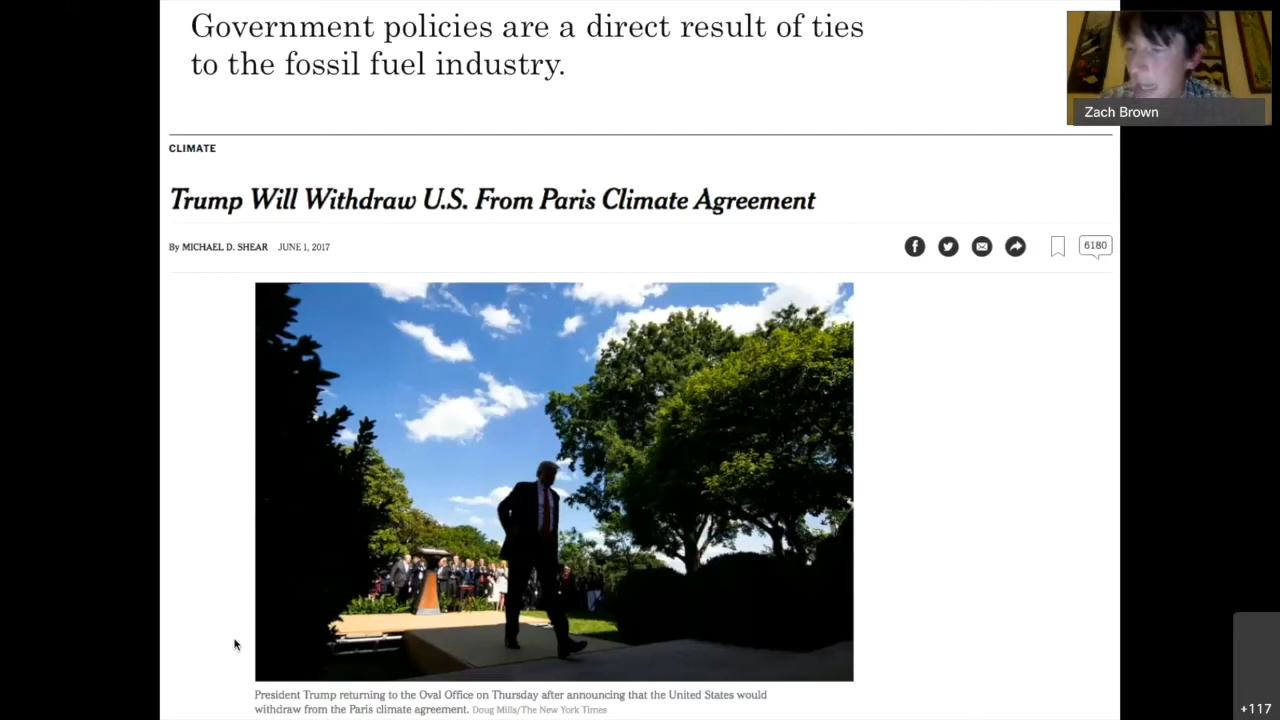 Government policies are a direct result of ties
to the fossil fuel industry.
Zach Brown
CLIMATE
Trump Will Withdraw U.S. From Paris Climate Agreement
By MICHAEL D. SHEAR JUNE 1, 2017
6180
President Trump returning to the Oval Office on Thursday after announcing that the United States would
withdraw from the Paris climate agreement. Doug Mills/The New York Times
+117